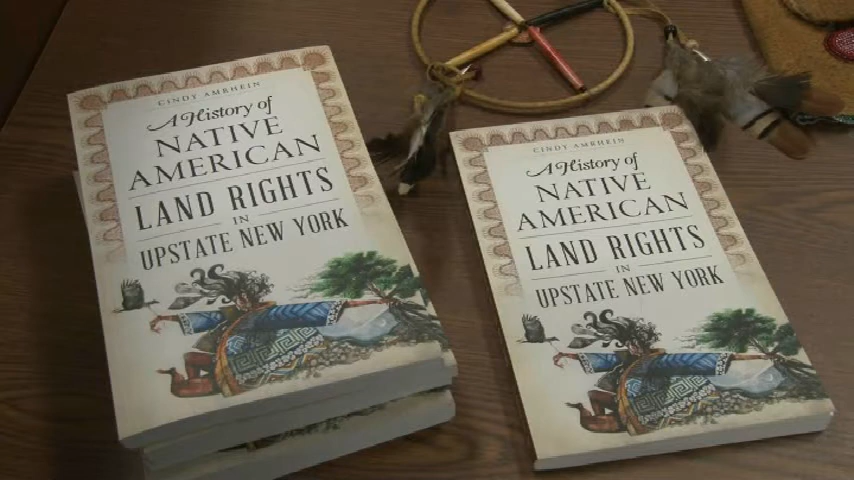 CINDY AMRHEIN
A History of
NATIVE
AMERICAN
LAND RIGHTS
IN
UPSTATE NEW YORK
CINDY AMRHEIN
A History of
NATIVE
AMERICAN
LAND RIGHTS
IN
UPSTATE NEW YORK